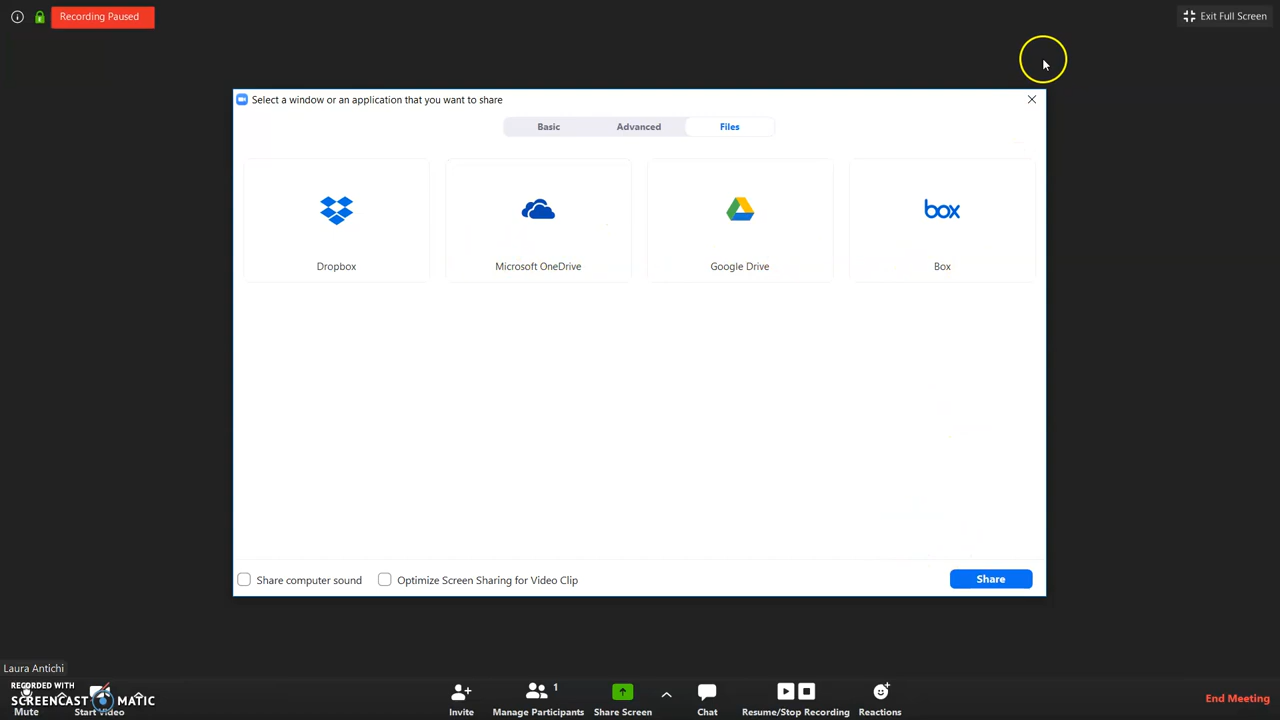 Recording Paused
Exit Full Screen
Select a window or an application that you want to share
Basic Advanced Files
box
Dropbox Microsoft OneDrive Google Drive Box
Share computer sound Optimize Screen Sharing for Video Clip Share
Laura Antichi
RECORDED WITH
SCREENCAST MATIC
1
End Meeting
Mute Start Video Invite Manage Participants Share Screen Chat Resume/Stop Recording Reactions